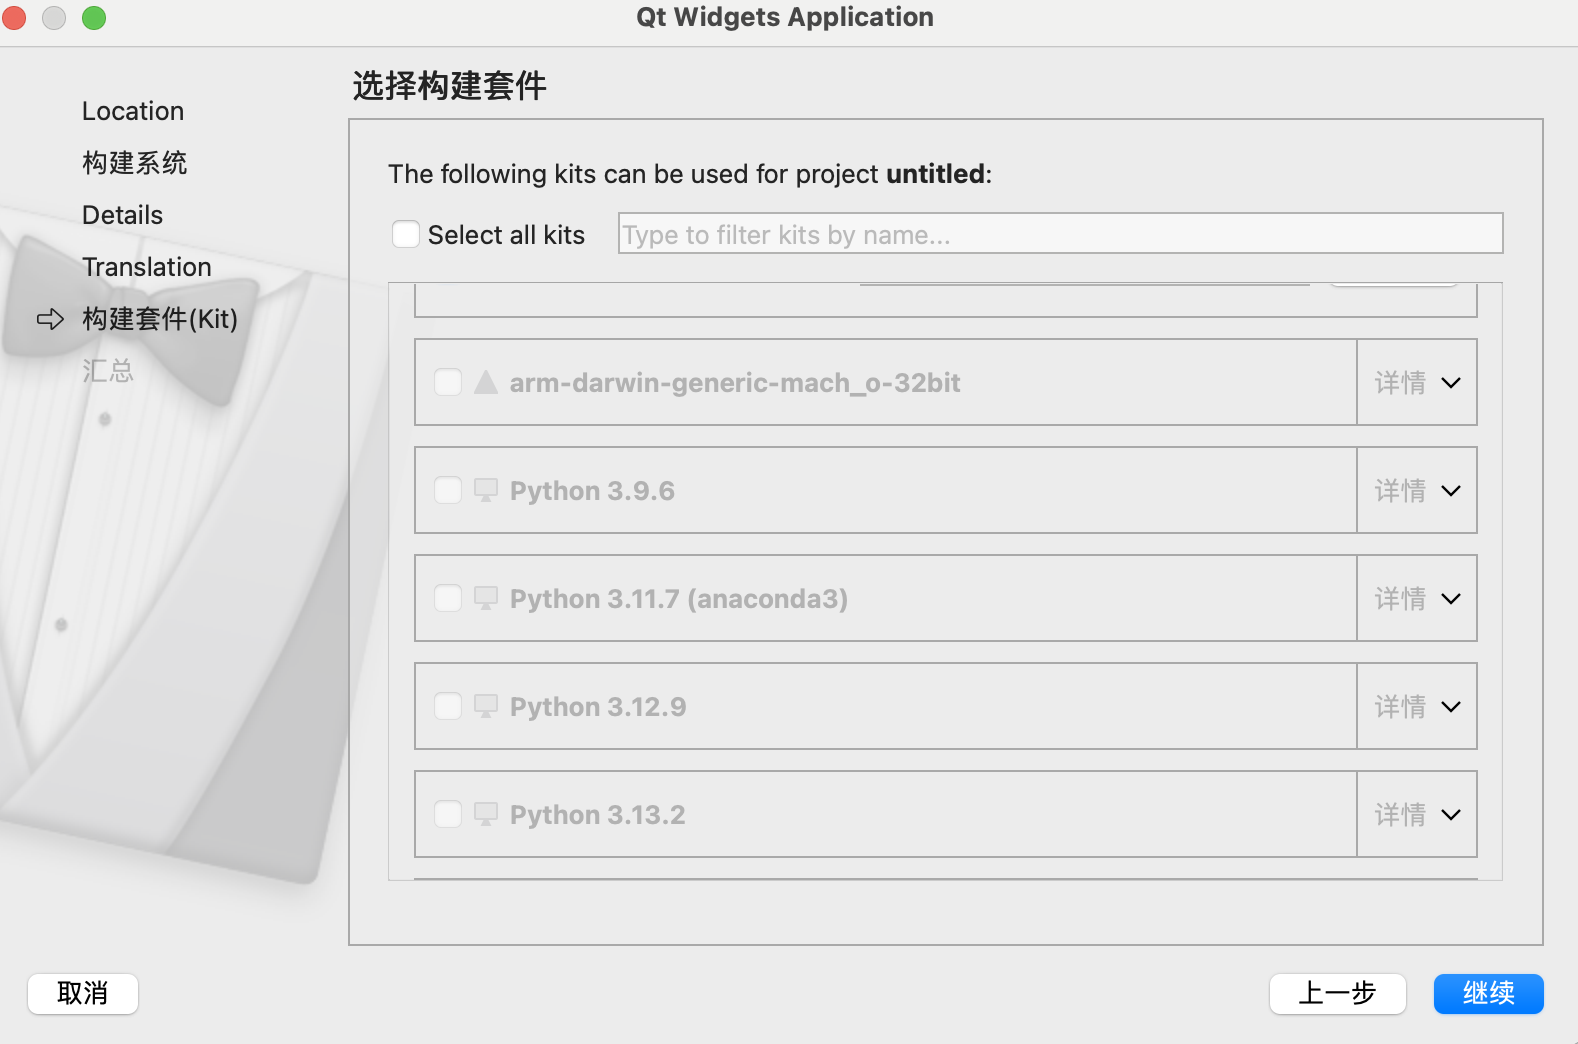 Qt Widgets Application
Location
构建系统
Details
Translation
构建套件(Kit)
汇总
选择构建套件
The following kits can be used for project untitled:
Select all kits
Type to filter kits by name...
arm-darwin-generic-mach_o-32bit 详情
Python 3.9.6 详情
Python 3.11.7 (anaconda3) 详情
Python 3.12.9 详情
Python 3.13.2 详情
取消 上一步 继续